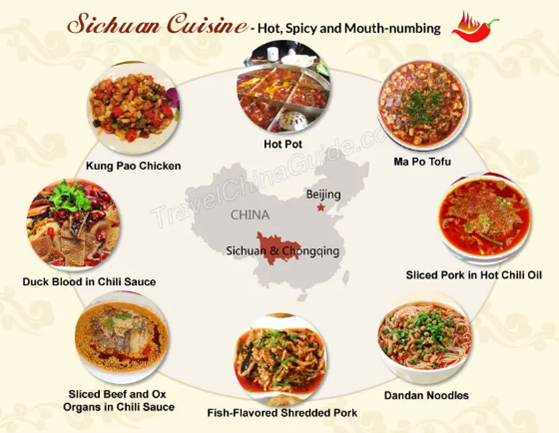 Sichuan Cuisine - Hot, Spicy and Mouth-numbing
Kung Pao Chicken
Hot Pot
Ma Po Tofu
TravelChinaGuide.com
Beijing
CHINA
Sichuan & Chongqing
Duck Blood in Chili Sauce
Sliced Pork in Hot Chili Oil
Sliced Beef and Ox
Organs in Chili Sauce
Fish-Flavored Shredded Pork
Dandan Noodles